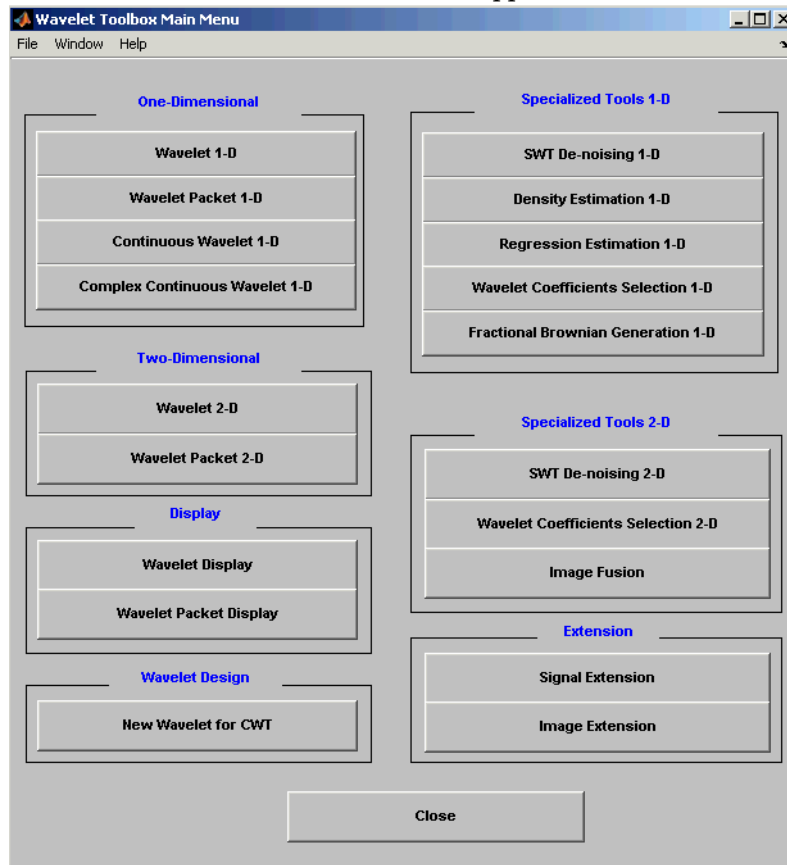 Wavelet Toolbox Main Menu
File Window Help
One-Dimensional
Wavelet 1-D
Wavelet Packet 1-D
Continuous Wavelet 1-D
Complex Continuous Wavelet 1-D
Two-Dimensional
Wavelet 2-D
Wavelet Packet 2-D
Display
Wavelet Display
Wavelet Packet Display
Wavelet Design
New Wavelet for CWT
Specialized Tools 1-D
SWT De-noising 1-D
Density Estimation 1-D
Regression Estimation 1-D
Wavelet Coefficients Selection 1-D
Fractional Brownian Generation 1-D
Specialized Tools 2-D
SWT De-noising 2-D
Wavelet Coefficients Selection 2-D
Image Fusion
Extension
Signal Extension
Image Extension
Close